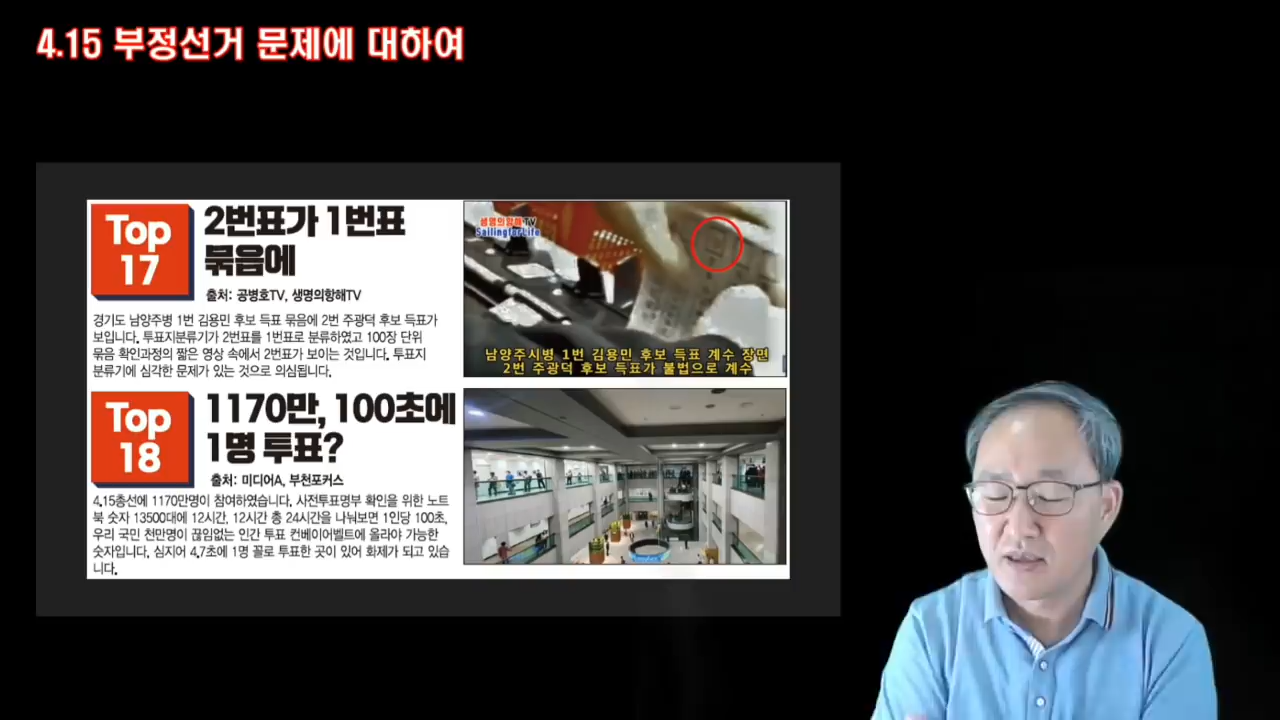 4.15 부정선거 문제에 대하여
Top
17
2번표가 1번표
묶음에
출처: 공병호TV, 생명의항해TV
경기도 남양주병 1번 김용민 후보 득표 묶음에 2번 주광덕 후보 득표가
보입니다. 투표지분류기가 2번표를 1번표로 분류하였고 100장 단위
묶음 확인과정의 짧은 영상 속에서 2번표가 보이는 것입니다. 투표지
분류기에 심각한 문제가 있는 것으로 의심됩니다.
생명의항해TV
SailingforLife
남양주시병 1번 김용민 후보 득표 계수 장면
2번 주광덕 후보 득표가 불법으로 계수
Top
18
1170만, 100초에
1명 투표?
출처: 미디어A, 부천포커스
4.15총선에 1170만명이 참여하였습니다. 사전투표명부 확인을 위한 노트
북 숫자 13500대에 12시간, 12시간 총 24시간을 나눠보면 1인당 100초,
우리 국민 천만명이 끊임없는 인간 투표 컨베이어벨트에 올라야 가능한
숫자입니다. 심지어 4.7초에 1명 꼴로 투표한 곳이 있어 화제가 되고 있습
니다.